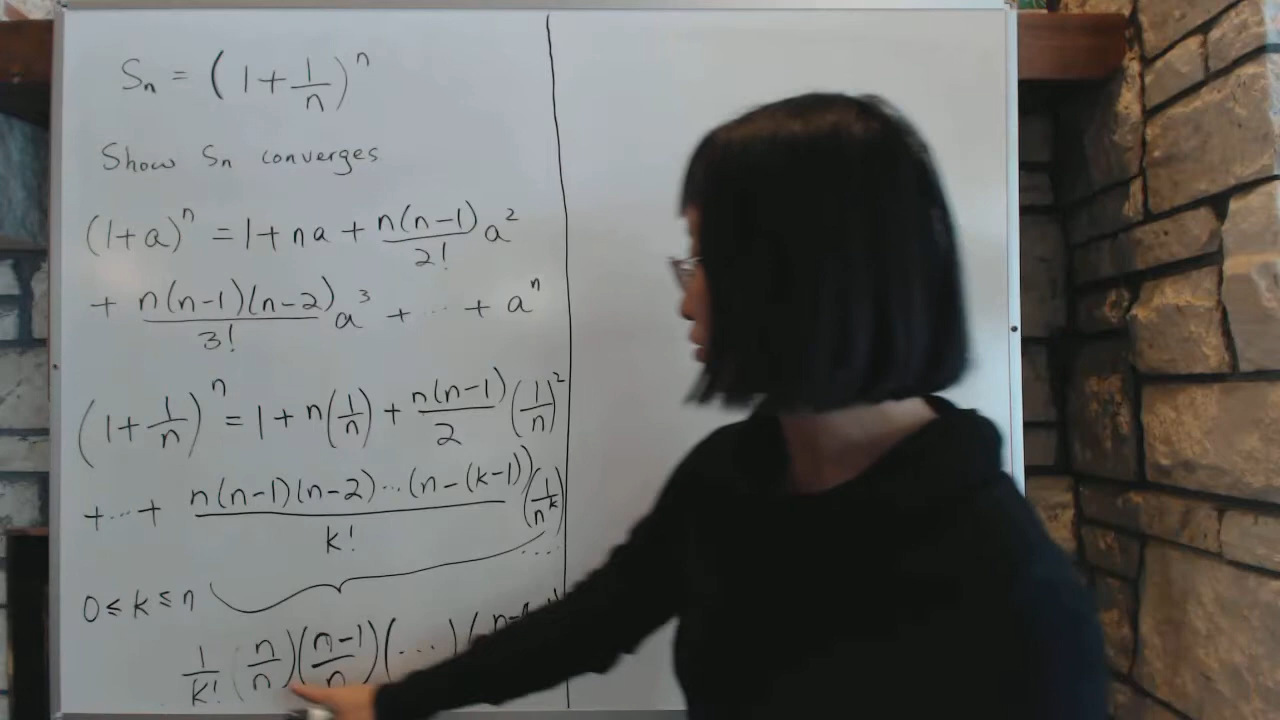 Sn = (1+1/n)^n
Show Sn converges
(1+a)^n = 1+na+n(n-1)/2! a^2
+ n(n-1)(n-2)/3! a^3 + ... + a^n
(1+1/n)^n = 1+n(1/n)+n(n-1)/2 (1/n)^2
+...+ n(n-1)(n-2)...(n-(k-1))/k! (1/n^k)
....
0≤k≤n
1/k! (n/n)(n-1/n)(...)(